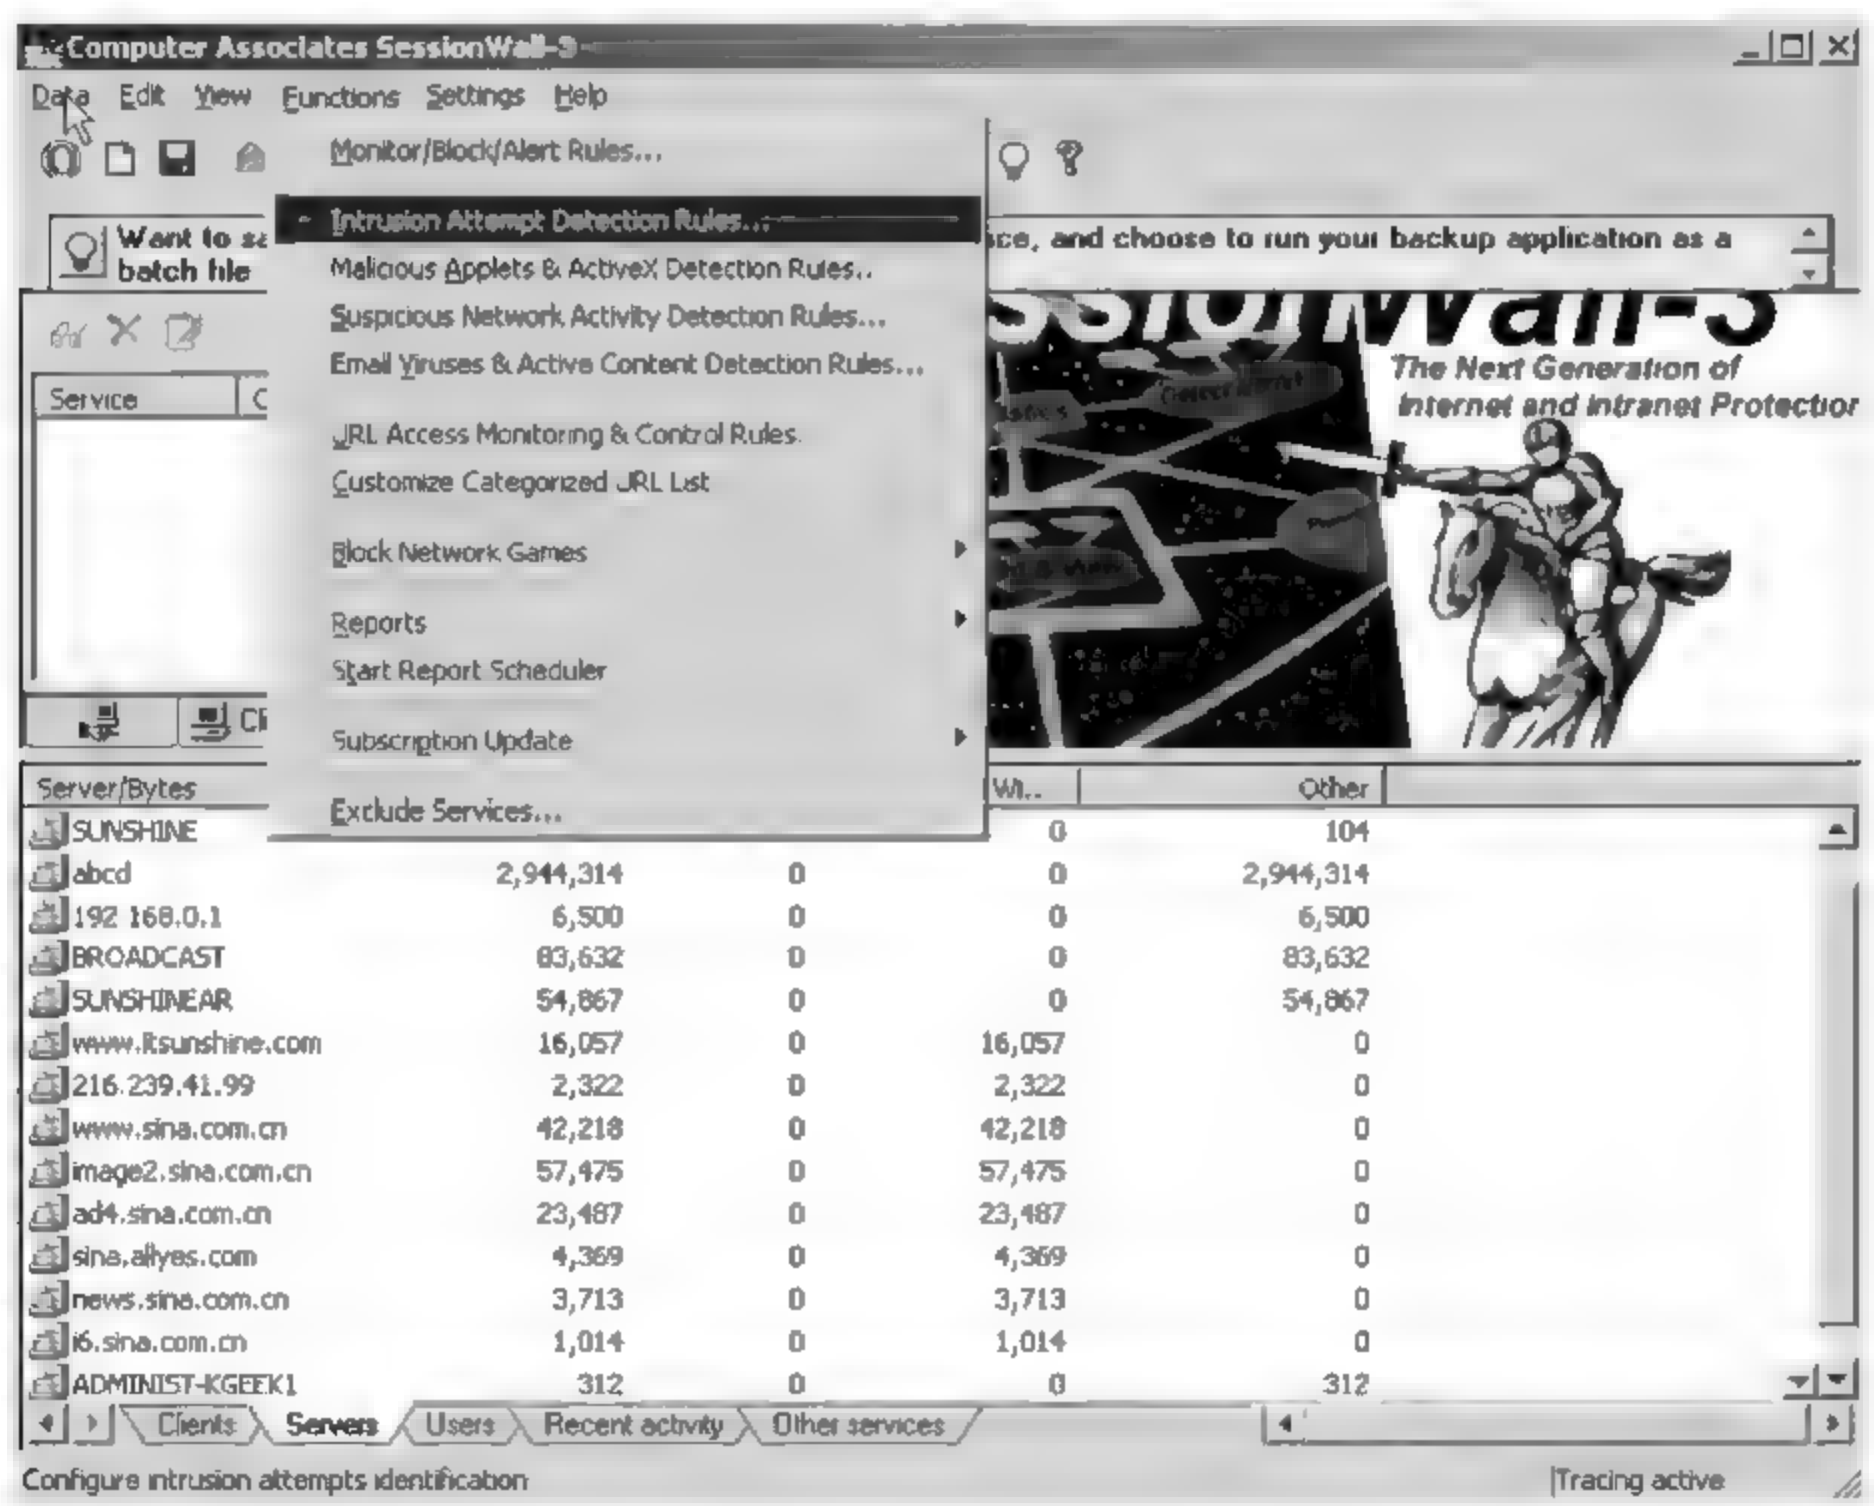 Computer Associates SessionWall-3
Data Edit View Functions Settings Help
Monitor/Block/Alert Rules...
Intrusion Attempt Detection Rules...
Want to sa
ce, and choose to run your backup application as a
batch file
Malicious Applets & ActiveX Detection Rules..
Suspicious Network Activity Detection Rules...
ssionWall-3
Email Viruses & Active Content Detection Rules...
The Next Generation of
Internet and Intranet Protection
Service C
URL Access Monitoring & Control Rules.
Customize Categorized URL List
Block Network Games
Reports
Start Report Scheduler
Cli
Subscription Update
Server/Bytes Wi.. Other
Exclude Services...
SUNSHINE 0 104
abcd 2,944,314 0 0 2,944,314
192 168.0.1 6,500 0 0 6,500
BROADCAST 83,632 0 0 83,632
SUNSHINEAR 54,867 0 0 54,867
www.itsunshine.com 16,057 0 16,057 0
216.239.41.99 2,322 0 2,322 0
www.sina.com.cn 42,218 0 42,218 0
image2.sina.com.cn 57,475 0 57,475 0
ad4.sina.com.cn 23,487 0 23,487 0
sina.allyes.com 4,369 0 4,369 0
news.sina.com.cn 3,713 0 3,713 0
i6.sina.com.cn 1,014 0 1,014 0
ADMINIST-KGEEK1 312 0 0 312
Clients Servers Users Recent activity Other services
Configure intrusion attempts identification Tracing active